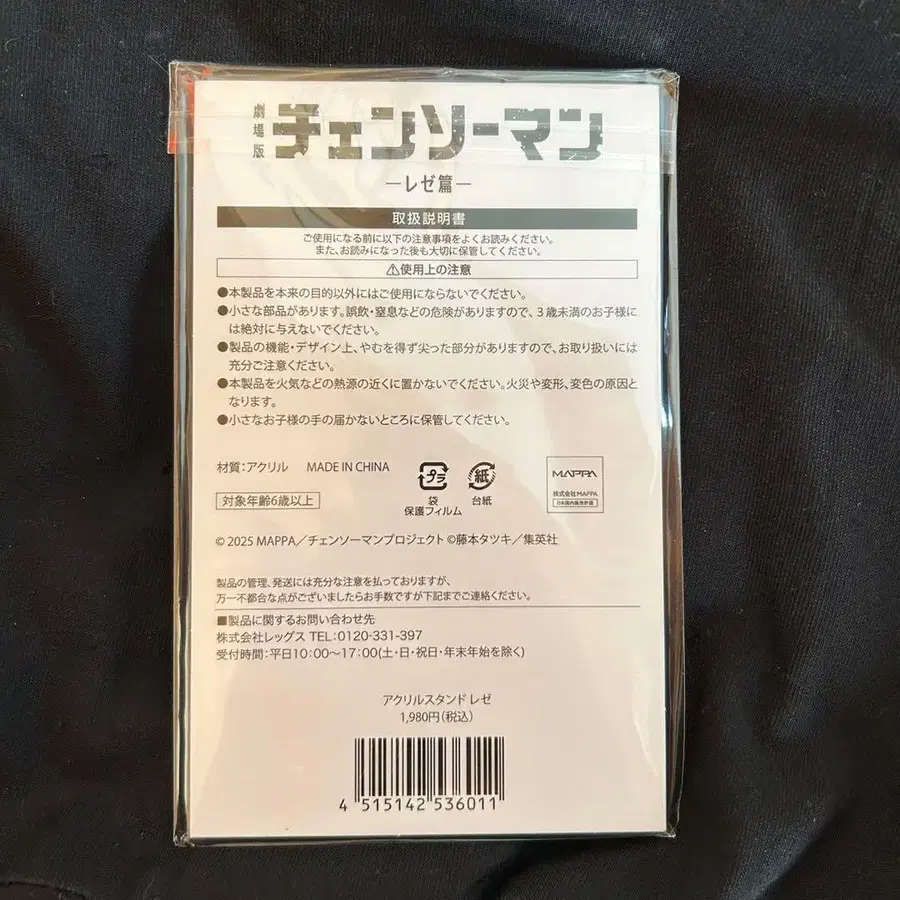 劇場版
チェンソーマン
―レゼ篇―
取扱説明書
ご使用になる前に以下の注意事項をよくお読みください。
また、お読みになった後も大切に保管してください。
⚠使用上の注意
●本製品を本来の目的以外にはご使用にならないでください。
●小さな部品があります。誤飲・窒息などの危険がありますので、3歳未満のお子様に
は絶対に与えないでください。
●製品の機能・デザイン上、やむを得ず尖った部分がありますので、お取り扱いには
充分ご注意ください。
●本製品を火気などの熱源の近くに置かないでください。火災や変形、変色の原因と
なります。
●小さなお子様の手の届かないところに保管してください。
材質:アクリル MADE IN CHINA
対象年齢6歳以上
プラ
袋
保護フィルム
紙
台紙
MAPPA
株式会社MAPPA
日本国内販売許諾
© 2025 MAPPA/チェンソーマンプロジェクト ©藤本タツキ/集英社
製品の管理、発送には充分な注意を払っておりますが、
万一不都合な点がございましたらお手数ですが下記までご連絡ください。
■製品に関するお問い合わせ先
株式会社レッグス TEL:0120-331-397
受付時間:平日10:00~17:00(土・日・祝日・年末年始を除く)
アクリルスタンド レゼ
1,980円(税込)
4 515142 536011